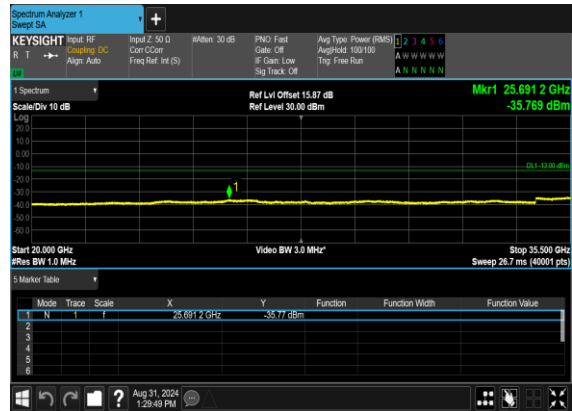 Spectrum Analyzer 1
Swept SA
+
KEYSIGHT
R T
Input: RF
Coupling: DC
Align: Auto
Input Z: 50 Ω
Corr CCorr
Freq Ref: Int (S)
#Atten: 30 dB
PNO: Fast
Gate: Off
IF Gain: Low
Sig Track: Off
Avg Type: Power (RMS)
Avg|Hold: 100/100
Trig: Free Run
1 2 3 4 5 6
A W W W W W
A N N N N N
1 Spectrum
Scale/Div 10 dB
Ref Lvl Offset 15.87 dB
Ref Level 30.00 dBm
Mkr1 25.691 2 GHz
-35.769 dBm
Log
20.0
10.0
0.00
-10.0
DL1 -13.00 dBm
-20.0
-30.0
1
-40.0
-50.0
-60.0
Start 20.000 GHz
#Res BW 1.0 MHz
Video BW 3.0 MHz*
Stop 35.500 GHz
Sweep 26.7 ms (40001 pts)
5 Marker Table
Mode Trace Scale X Y Function Function Width Function Value
1 N 1 f 25.691 2 GHz -35.77 dBm
2
3
4
5
6
?
Aug 31, 2024
1:29:49 PM